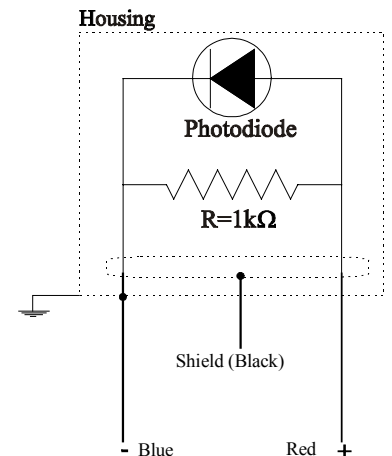 Housing
Photodiode
R=1kΩ
Shield (Black)
- Blue Red +